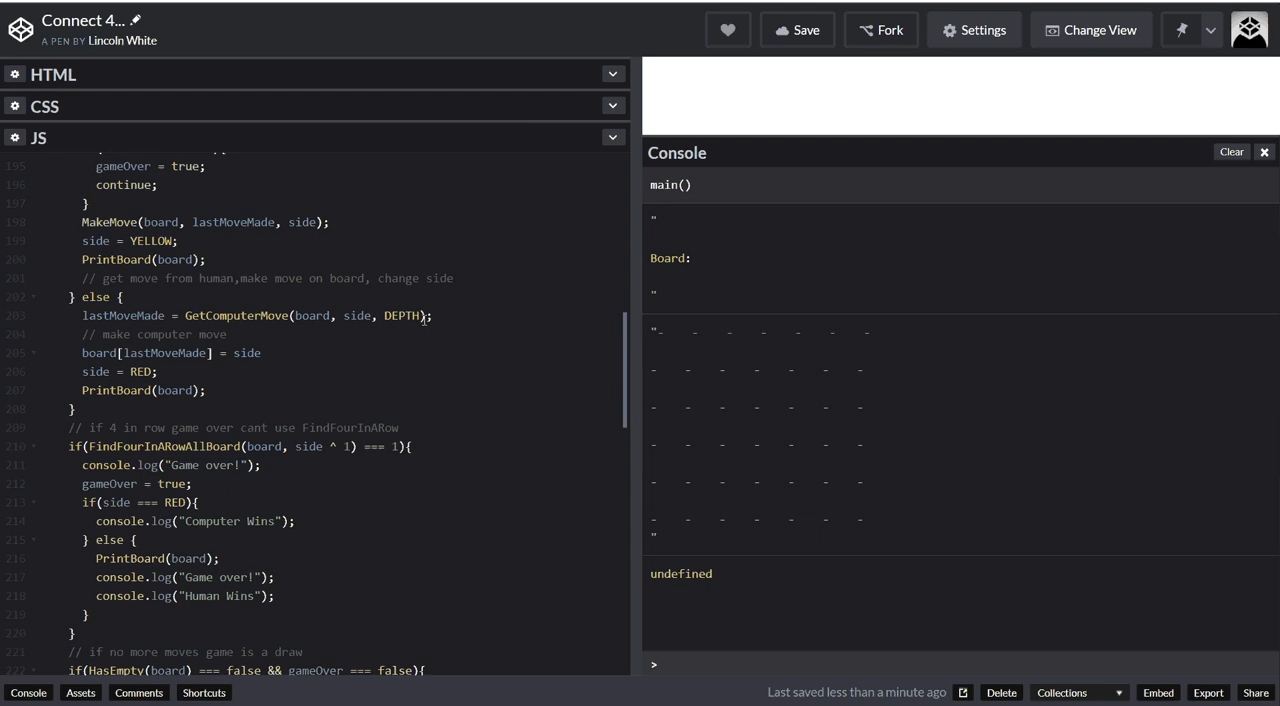 Connect 4...
A PEN BY Lincoln White
Save
Fork
Settings
Change View
HTML
CSS
JS
195 gameOver = true;
196 continue;
197 }
198 MakeMove(board, lastMoveMade, side);
199 side = YELLOW;
200 PrintBoard(board);
201 // get move from human,make move on board, change side
202 } else {
203 lastMoveMade = GetComputerMove(board, side, DEPTH);
204 // make computer move
205 board[lastMoveMade] = side
206 side = RED;
207 PrintBoard(board);
208 }
209 // if 4 in row game over cant use FindFourInARow
210 if(FindFourInARowAllBoard(board, side ^ 1) === 1){
211 console.log("Game over!");
212 gameOver = true;
213 if(side === RED){
214 console.log("Computer Wins");
215 } else {
216 PrintBoard(board);
217 console.log("Game over!");
218 console.log("Human Wins");
219 }
220 }
221 // if no more moves game is a draw
222 if(HasEmpty(board) === false && gameOver === false){
Console
Clear ×
main()
"
Board:
"
"- - - - - - -
- - - - - - -
- - - - - - -
- - - - - - -
- - - - - - -
- - - - - - -
"
undefined
>
Console Assets Comments Shortcuts
Last saved less than a minute ago
Delete Collections Embed Export Share